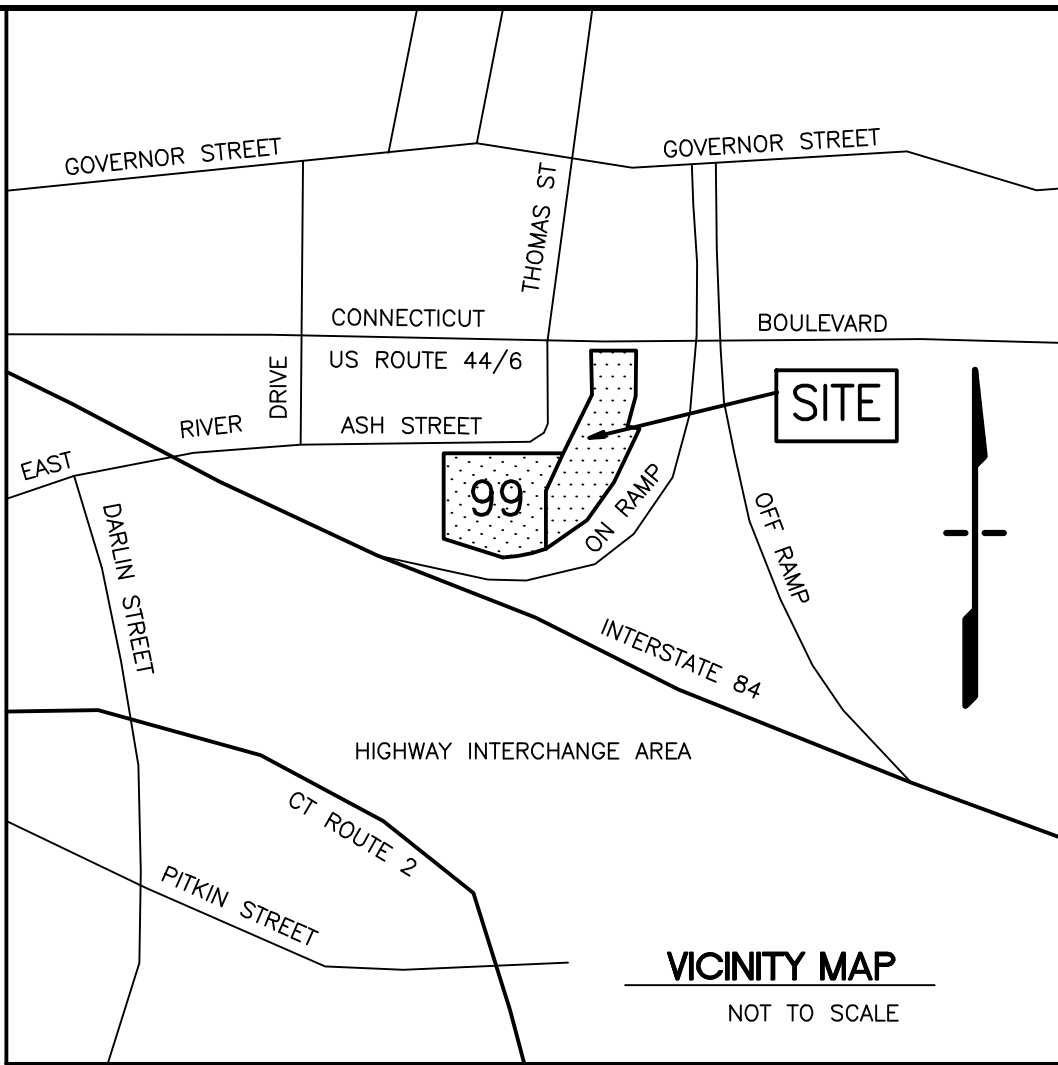 GOVERNOR STREET
GOVERNOR STREET
THOMAS ST
CONNECTICUT
BOULEVARD
US ROUTE 44/6
DRIVE
SITE
RIVER
ASH STREET
EAST
99
ON RAMP
OFF RAMP
DARLIN STREET
INTERSTATE 84
HIGHWAY INTERCHANGE AREA
CT ROUTE 2
PITKIN STREET
VICINITY MAP
NOT TO SCALE